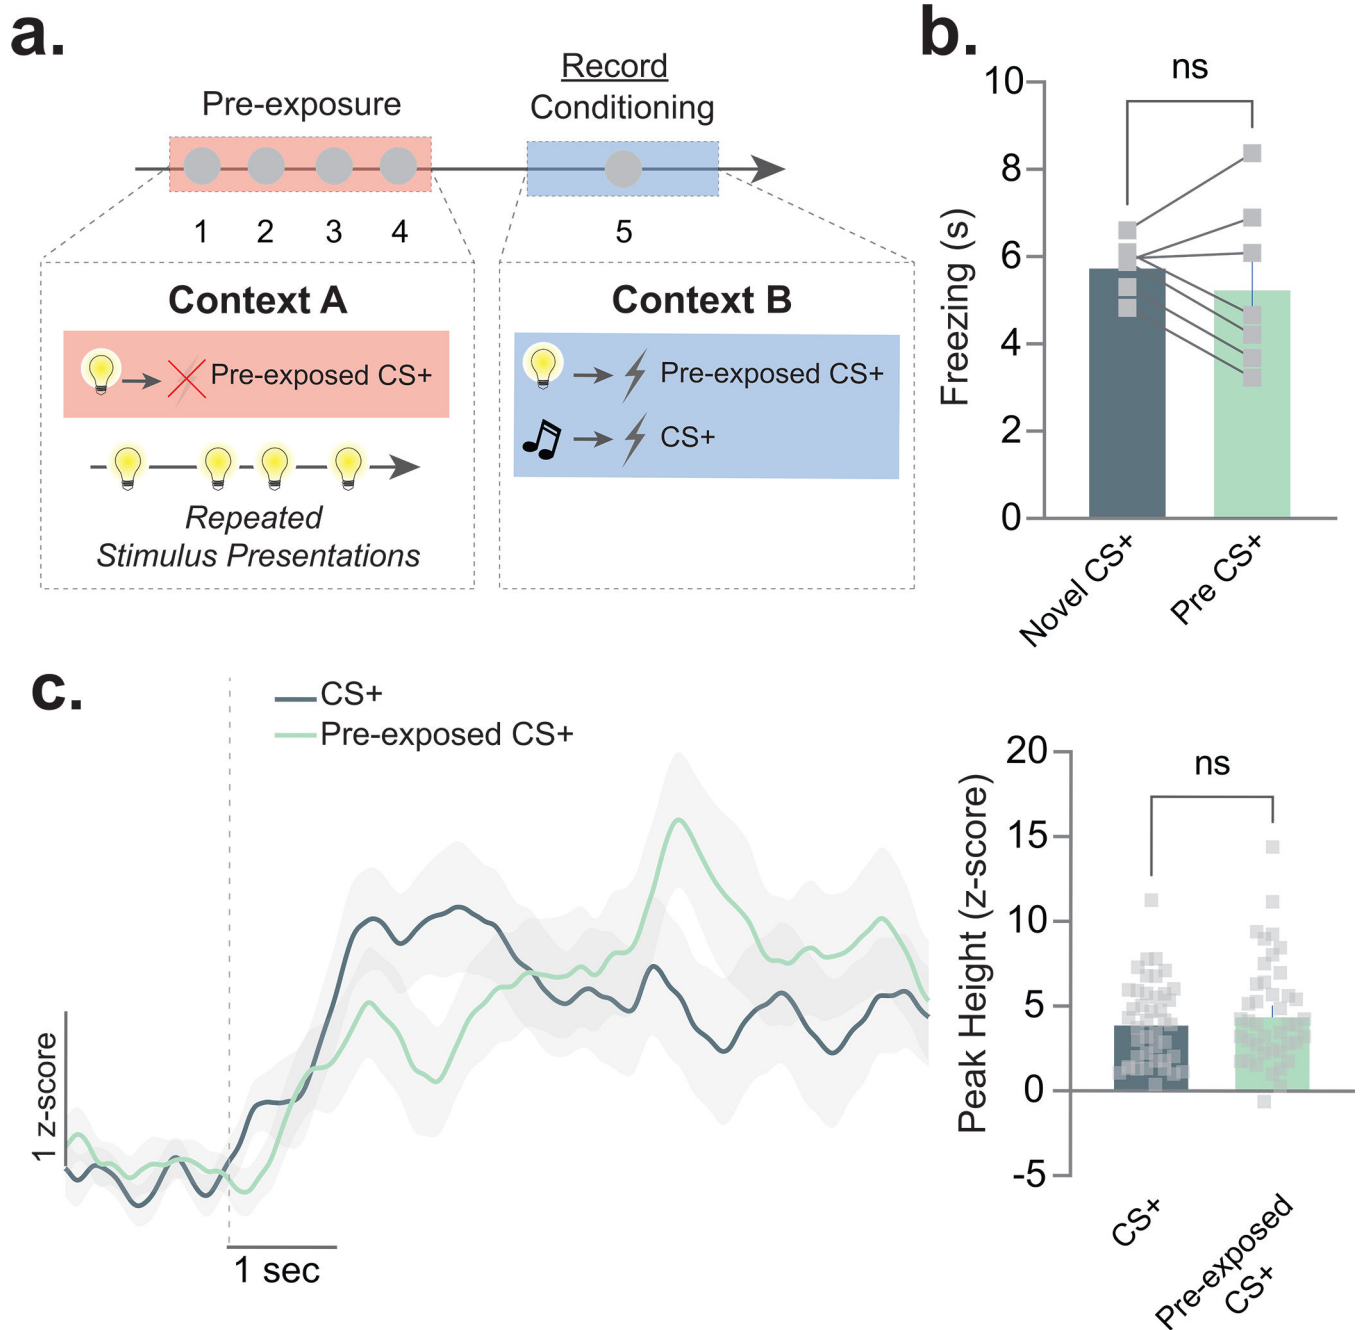 a.
Pre-exposure
Record
Conditioning
1 2 3 4
5
Context A
Pre-exposed CS+
Repeated
Stimulus Presentations
Context B
Pre-exposed CS+
CS+
b.
ns
Freezing (s)
10
8
6
4
2
0
Novel CS+
Pre CS+
c.
CS+
Pre-exposed CS+
1 z-score
1 sec
ns
Peak Height (z-score)
20
15
10
5
0
-5
CS+
Pre-exposed
CS+